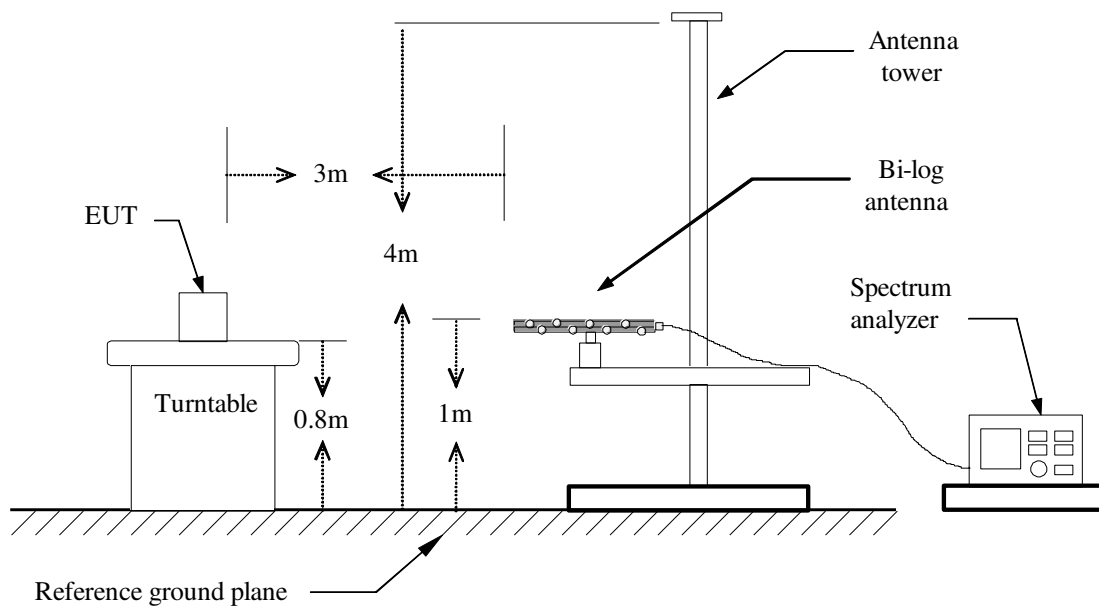 Antenna
tower
3m
Bi-log
antenna
EUT
4m
Spectrum
analyzer
Turntable
0.8m
1m
Reference ground plane